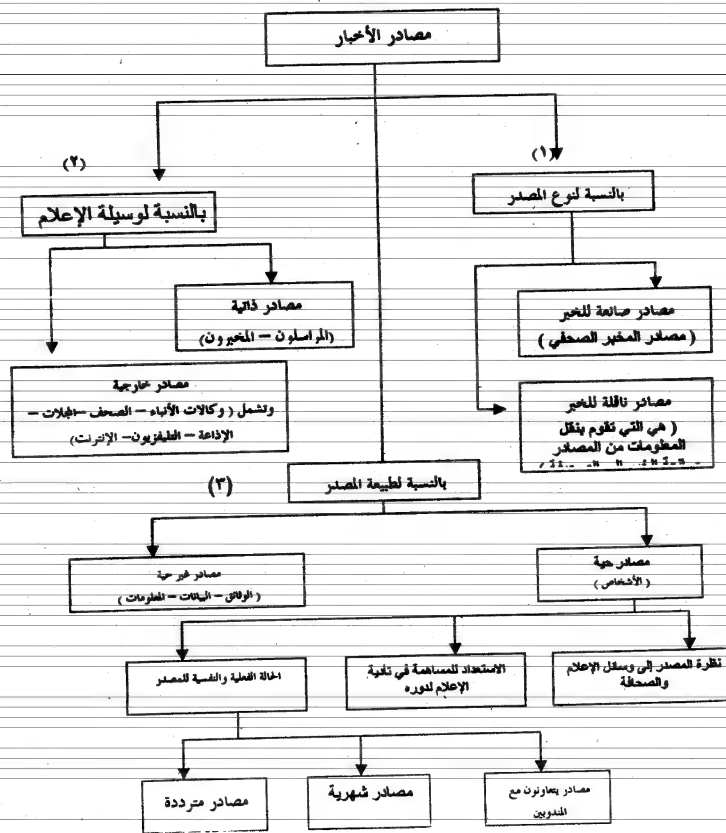 مصادر الأخبار
(١)
بالنسبة لنوع المصدر
مصادر صانعة للخبر
( مصادر المخبر الصحفي )
مصادر ناقلة للخبر
( هي التي تقوم بنقل
المعلومات من المصادر
(٢)
بالنسبة لوسيلة الإعلام
مصادر ذاتية
(المراسلون – المخبرون)
مصادر خارجية
وتشمل ( وكالات الأنباء – الصحف – المجلات –
الإذاعة – التليفزيون – الإنترنت)
(٣)
بالنسبة لطبيعة المصدر
مصادر حية
( الأشخاص )
مصادر غير حية
( الوثائق – البيانات – المعلومات )
نظرة المصدر إلى وسائل الإعلام
والصحافة
الاستعداد للمساهمة في تأدية
الإعلام لدوره
الحالة الفعلية والنفسية للمصدر
مصادر يتعاونون مع
المندوبين
مصادر شهرية
مصادر مترددة